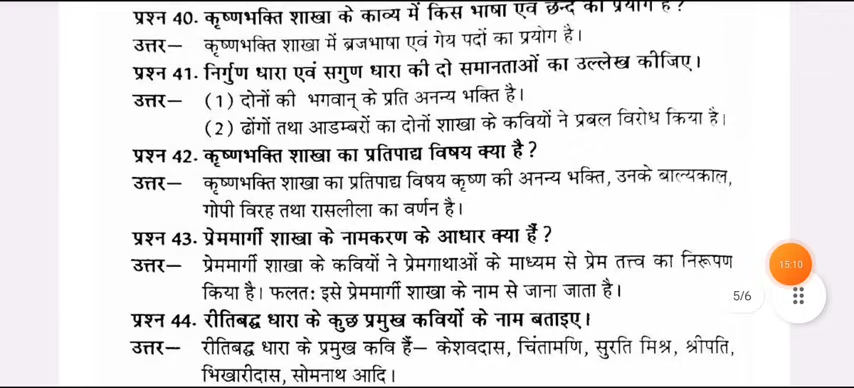 प्रश्न 40. कृष्णभक्ति शाखा के काव्य में किस भाषा एवं छन्द का प्रयोग है?
उत्तर— कृष्णभक्ति शाखा में ब्रजभाषा एवं गेय पदों का प्रयोग है।
प्रश्न 41. निर्गुण धारा एवं सगुण धारा की दो समानताओं का उल्लेख कीजिए।
उत्तर— (1) दोनों की भगवान् के प्रति अनन्य भक्ति है।
(2) ढोंगों तथा आडम्बरों का दोनों शाखा के कवियों ने प्रबल विरोध किया है।
प्रश्न 42. कृष्णभक्ति शाखा का प्रतिपाद्य विषय क्या है?
उत्तर— कृष्णभक्ति शाखा का प्रतिपाद्य विषय कृष्ण की अनन्य भक्ति, उनके बाल्यकाल,
गोपी विरह तथा रासलीला का वर्णन है।
प्रश्न 43. प्रेममार्गी शाखा के नामकरण के आधार क्या हैं?
उत्तर— प्रेममार्गी शाखा के कवियों ने प्रेमगाथाओं के माध्यम से प्रेम तत्त्व का निरूपण
किया है। फलतः इसे प्रेममार्गी शाखा के नाम से जाना जाता है।
15:10
5/6
प्रश्न 44. रीतिबद्ध धारा के कुछ प्रमुख कवियों के नाम बताइए।
उत्तर— रीतिबद्ध धारा के प्रमुख कवि हैं— केशवदास, चिंतामणि, सुरति मिश्र, श्रीपति,
भिखारीदास, सोमनाथ आदि।